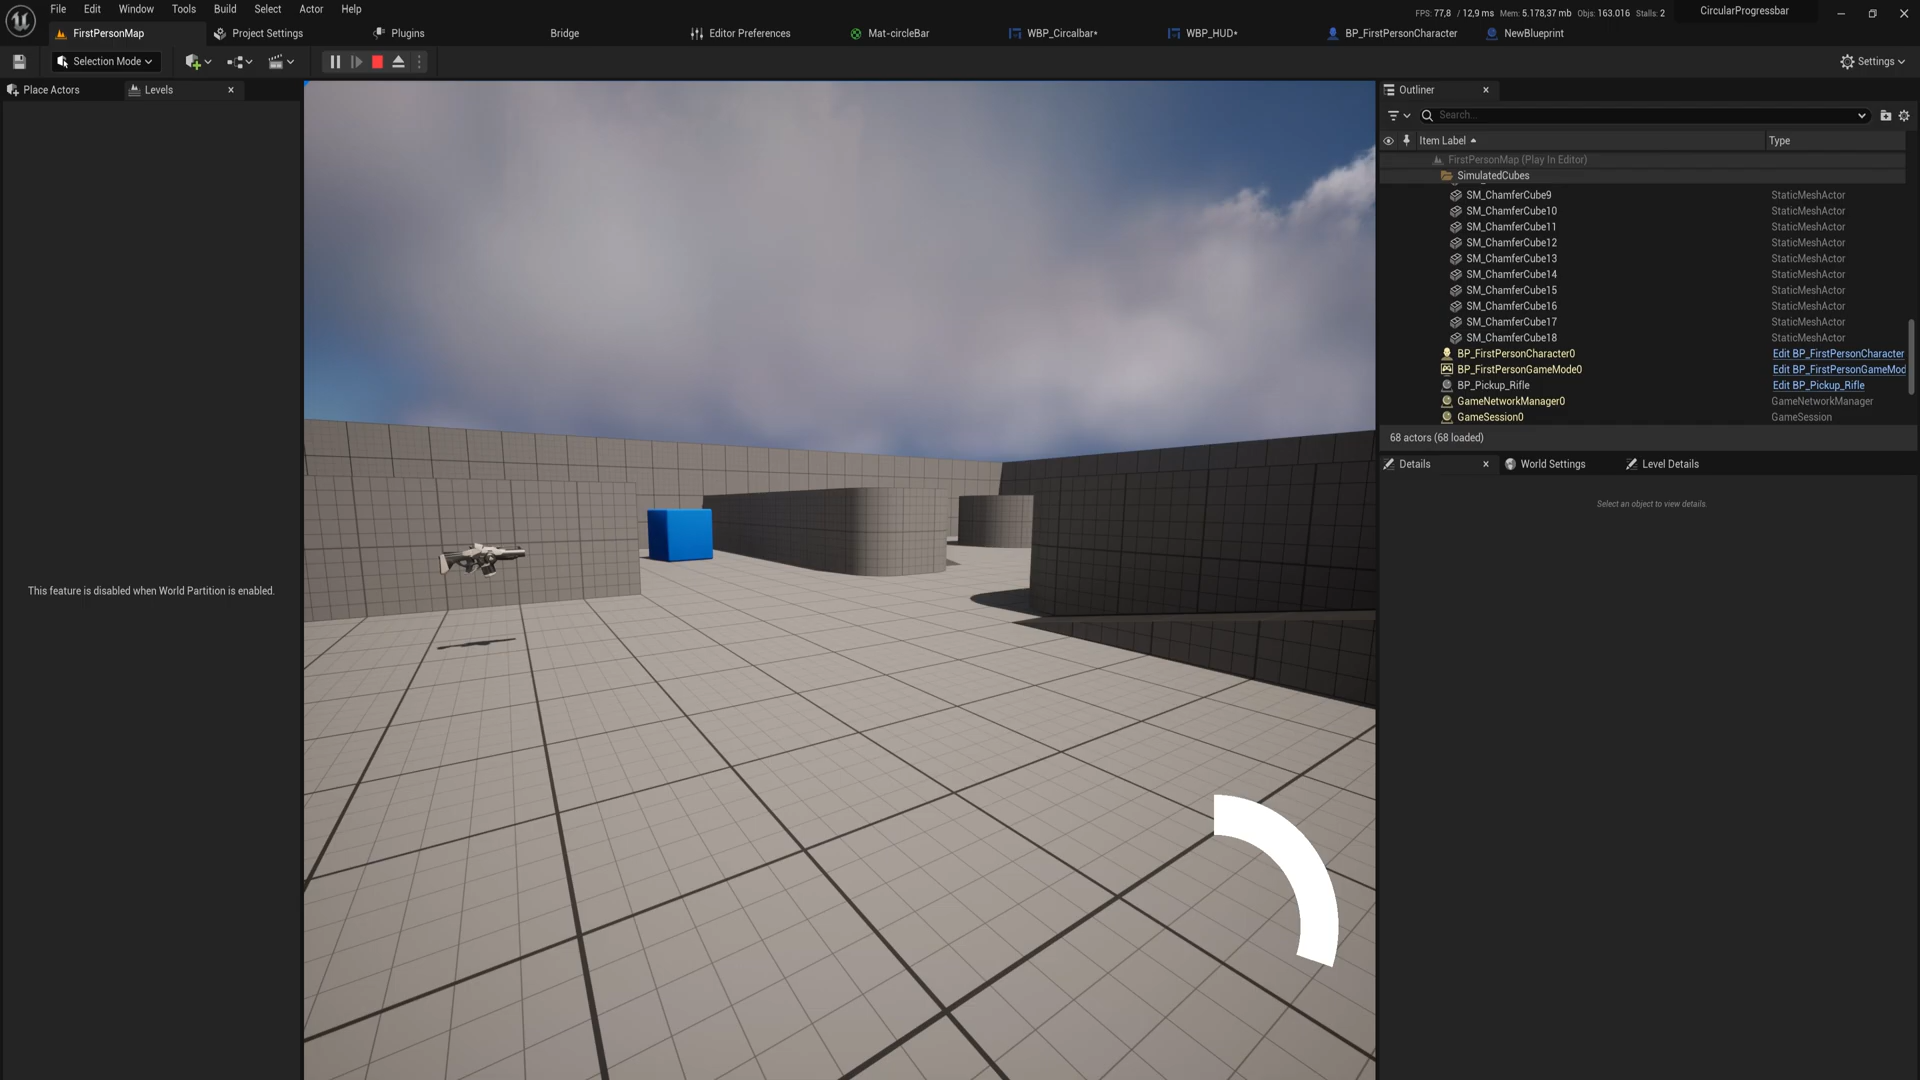 File Edit Window Tools Build Select Actor Help
FPS: 77,8 / 12,9 ms Mem: 5.178,37 mb Objs: 163.016 Stalls: 2
CircularProgressbar
FirstPersonMap
Project Settings
Plugins
Bridge
Editor Preferences
Mat-circleBar
WBP_Circalbar*
WBP_HUD*
BP_FirstPersonCharacter
NewBlueprint
Selection Mode
Settings
Place Actors
Levels
This feature is disabled when World Partition is enabled.
Outliner
Search...
Item Label
Type
FirstPersonMap (Play In Editor)
SimulatedCubes
SM_ChamferCube9 StaticMeshActor
SM_ChamferCube10 StaticMeshActor
SM_ChamferCube11 StaticMeshActor
SM_ChamferCube12 StaticMeshActor
SM_ChamferCube13 StaticMeshActor
SM_ChamferCube14 StaticMeshActor
SM_ChamferCube15 StaticMeshActor
SM_ChamferCube16 StaticMeshActor
SM_ChamferCube17 StaticMeshActor
SM_ChamferCube18 StaticMeshActor
BP_FirstPersonCharacter0 Edit BP_FirstPersonCharacter
BP_FirstPersonGameMode0 Edit BP_FirstPersonGameMod
BP_Pickup_Rifle Edit BP_Pickup_Rifle
GameNetworkManager0 GameNetworkManager
GameSession0 GameSession
68 actors (68 loaded)
Details
World Settings
Level Details
Select an object to view details.